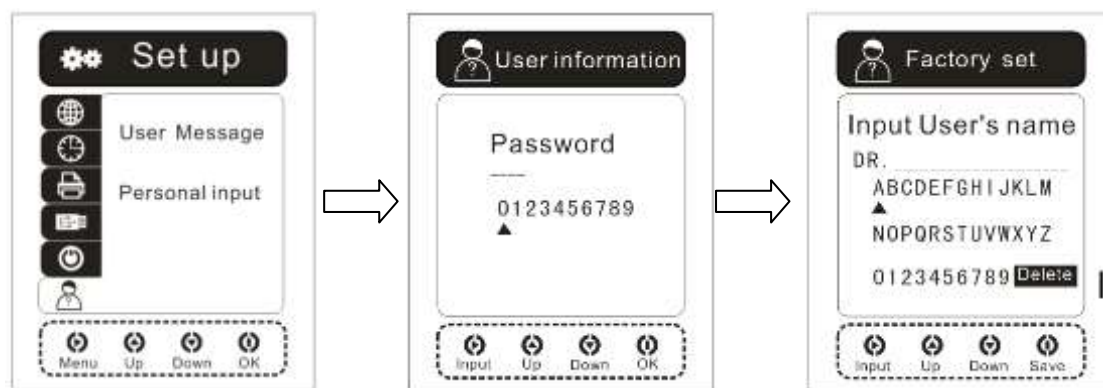 Set up
User Message
Personal input
Menu Up Down OK
User information
Password
----
0123456789
Input Up Down OK
Factory set
Input User's name
DR.
ABCDEFGHIJKLM
NOPQRSTUVWXYZ
0123456789 Delete
Input Up Down Save